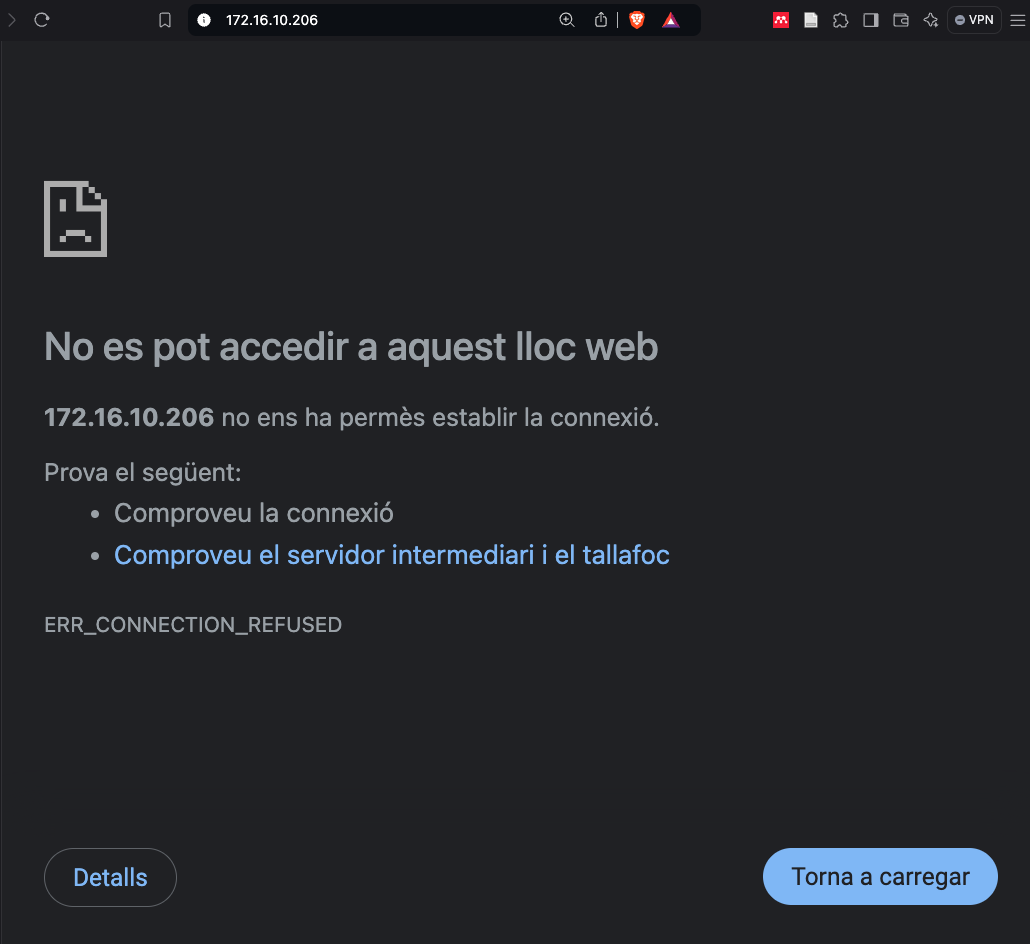 172.16.10.206
VPN
No es pot accedir a aquest lloc web
172.16.10.206 no ens ha permès establir la connexió.
Prova el següent:
Comproveu la connexió
Comproveu el servidor intermediari i el tallafoc
ERR_CONNECTION_REFUSED
Detalls
Torna a carregar